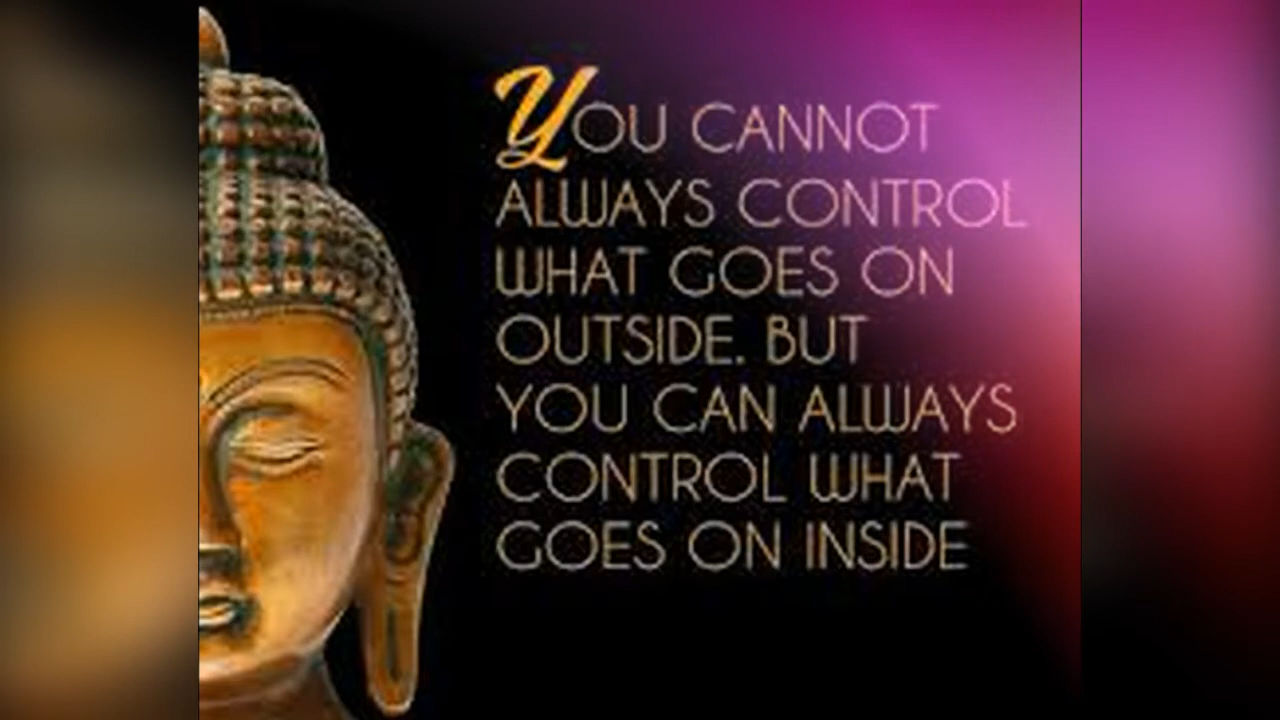 YOU CANNOT
ALWAYS CONTROL
WHAT GOES ON
OUTSIDE. BUT
YOU CAN ALWAYS
CONTROL WHAT
GOES ON INSIDE